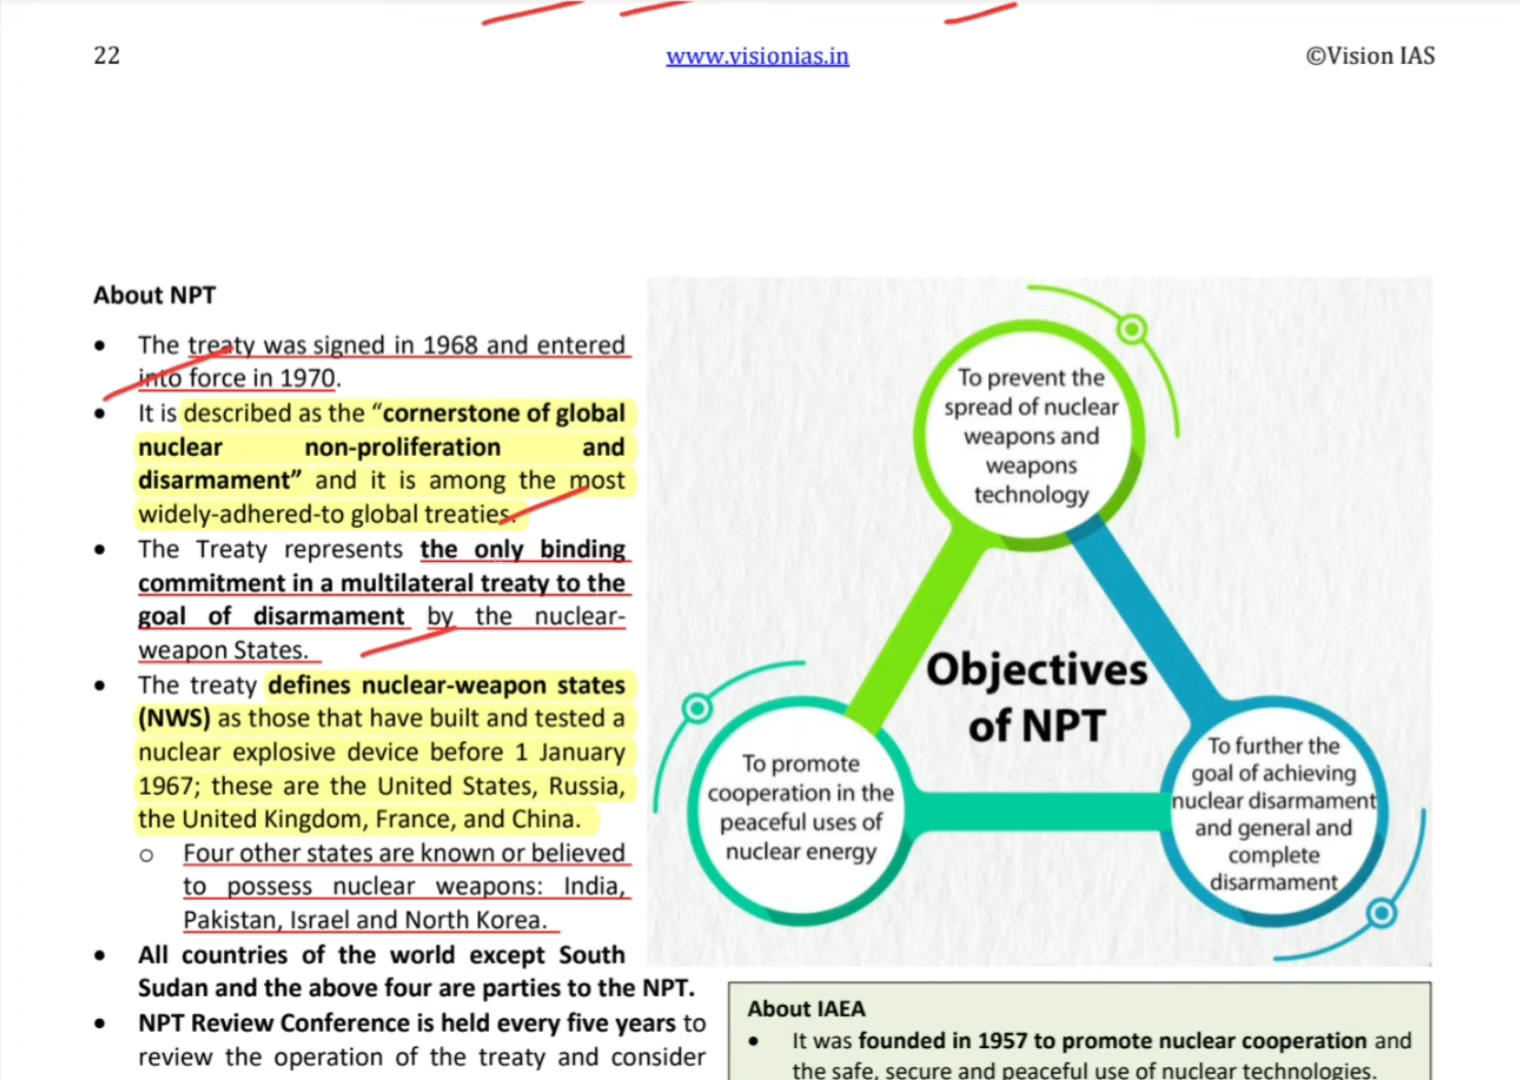 22
www.visionias.in
©Vision IAS
About NPT
• The treaty was signed in 1968 and entered
into force in 1970.
• It is described as the “cornerstone of global
nuclear non-proliferation and
disarmament” and it is among the most
widely-adhered-to global treaties.
• The Treaty represents the only binding
commitment in a multilateral treaty to the
goal of disarmament by the nuclear-
weapon States.
• The treaty defines nuclear-weapon states
(NWS) as those that have built and tested a
nuclear explosive device before 1 January
1967; these are the United States, Russia,
the United Kingdom, France, and China.
o Four other states are known or believed
to possess nuclear weapons: India,
Pakistan, Israel and North Korea.
• All countries of the world except South
Sudan and the above four are parties to the NPT.
• NPT Review Conference is held every five years to
review the operation of the treaty and consider
To prevent the
spread of nuclear
weapons and
weapons
technology
Objectives
of NPT
To promote
cooperation in the
peaceful uses of
nuclear energy
To further the
goal of achieving
nuclear disarmament
and general and
complete
disarmament
About IAEA
• It was founded in 1957 to promote nuclear cooperation and
the safe, secure and peaceful use of nuclear technologies.